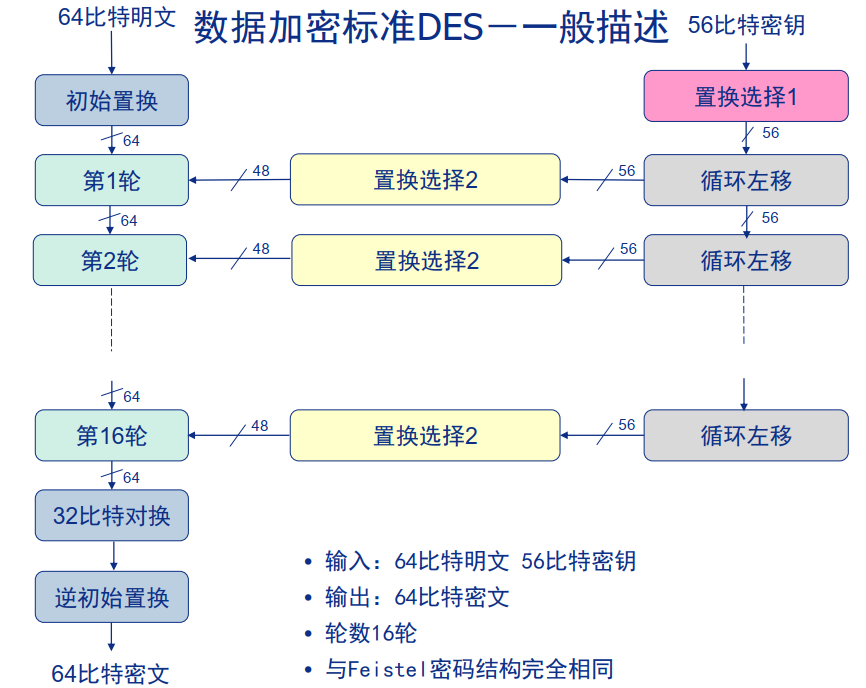 数据加密标准DES－一般描述
64比特明文
56比特密钥
初始置换
置换选择1
64
56
第1轮
48
置换选择2
56
循环左移
64
56
第2轮
48
置换选择2
56
循环左移
64
第16轮
48
置换选择2
56
循环左移
64
32比特对换
逆初始置换
64比特密文
• 输入：64比特明文 56比特密钥
• 输出：64比特密文
• 轮数16轮
• 与Feistel密码结构完全相同